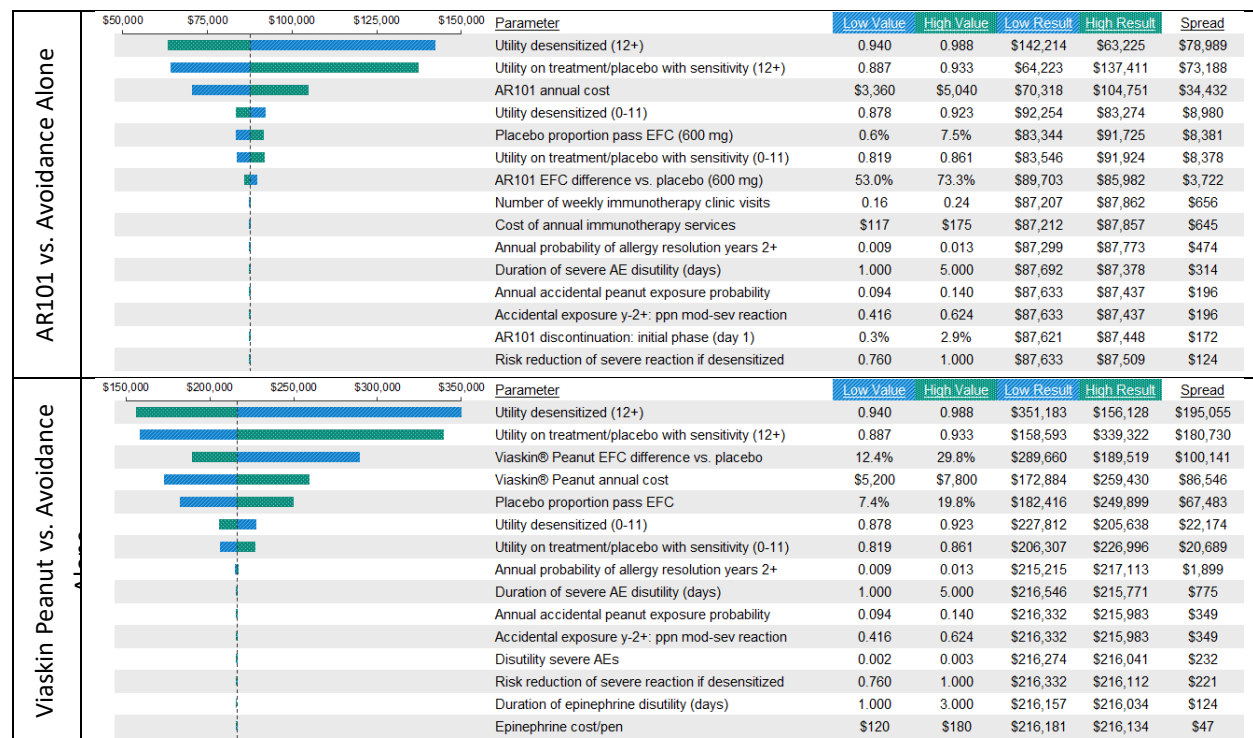 AR101 vs. Avoidance Alone
$50,000 $75,000 $100,000 $125,000 $150,000 Parameter Low Value High Value Low Result High Result Spread
Utility desensitized (12+) 0.940 0.988 $142,214 $63,225 $78,989
Utility on treatment/placebo with sensitivity (12+) 0.887 0.933 $64,223 $137,411 $73,188
AR101 annual cost $3,360 $5,040 $70,318 $104,751 $34,432
Utility desensitized (0-11) 0.878 0.923 $92,254 $83,274 $8,980
Placebo proportion pass EFC (600 mg) 0.6% 7.5% $83,344 $91,725 $8,381
Utility on treatment/placebo with sensitivity (0-11) 0.819 0.861 $83,546 $91,924 $8,378
AR101 EFC difference vs. placebo (600 mg) 53.0% 73.3% $89,703 $85,982 $3,722
Number of weekly immunotherapy clinic visits 0.16 0.24 $87,207 $87,862 $656
Cost of annual immunotherapy services $117 $175 $87,212 $87,857 $645
Annual probability of allergy resolution years 2+ 0.009 0.013 $87,299 $87,773 $474
Duration of severe AE disutility (days) 1.000 5.000 $87,692 $87,378 $314
Annual accidental peanut exposure probability 0.094 0.140 $87,633 $87,437 $196
Accidental exposure y-2+: ppn mod-sev reaction 0.416 0.624 $87,633 $87,437 $196
AR101 discontinuation: initial phase (day 1) 0.3% 2.9% $87,621 $87,448 $172
Risk reduction of severe reaction if desensitized 0.760 1.000 $87,633 $87,509 $124
Viaskin Peanut vs. Avoidance
$150,000 $200,000 $250,000 $300,000 $350,000 Parameter Low Value High Value Low Result High Result Spread
Utility desensitized (12+) 0.940 0.988 $351,183 $156,128 $195,055
Utility on treatment/placebo with sensitivity (12+) 0.887 0.933 $158,593 $339,322 $180,730
Viaskin® Peanut EFC difference vs. placebo 12.4% 29.8% $289,660 $189,519 $100,141
Viaskin® Peanut annual cost $5,200 $7,800 $172,884 $259,430 $86,546
Placebo proportion pass EFC 7.4% 19.8% $182,416 $249,899 $67,483
Utility desensitized (0-11) 0.878 0.923 $227,812 $205,638 $22,174
Utility on treatment/placebo with sensitivity (0-11) 0.819 0.861 $206,307 $226,996 $20,689
Annual probability of allergy resolution years 2+ 0.009 0.013 $215,215 $217,113 $1,899
Duration of severe AE disutility (days) 1.000 5.000 $216,546 $215,771 $775
Annual accidental peanut exposure probability 0.094 0.140 $216,332 $215,983 $349
Accidental exposure y-2+: ppn mod-sev reaction 0.416 0.624 $216,332 $215,983 $349
Disutility severe AEs 0.002 0.003 $216,274 $216,041 $232
Risk reduction of severe reaction if desensitized 0.760 1.000 $216,332 $216,112 $221
Duration of epinephrine disutility (days) 1.000 3.000 $216,157 $216,034 $124
Epinephrine cost/pen $120 $180 $216,181 $216,134 $47